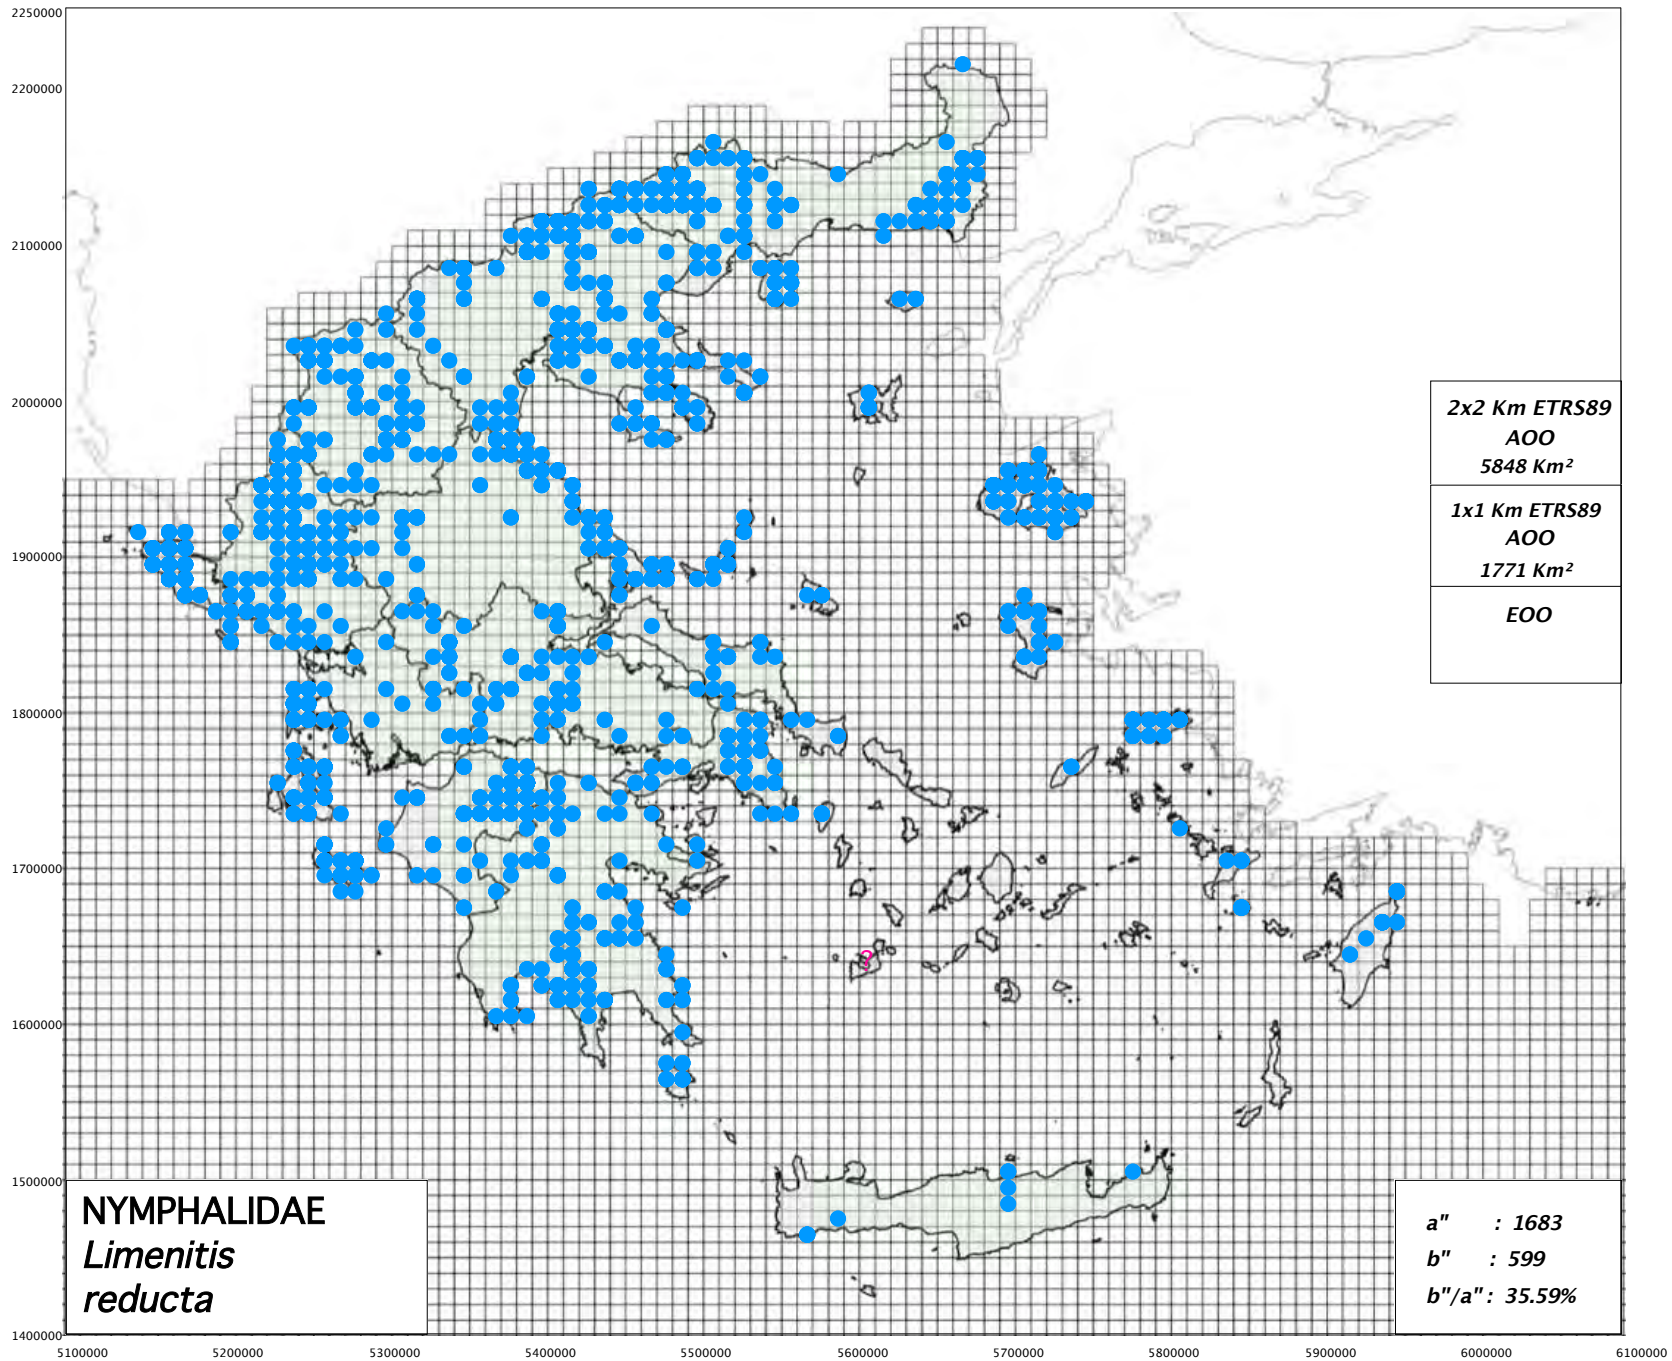 2250000
2200000
2100000
2000000
1900000
1800000
1700000
1600000
1500000
1400000
2x2 Km ETRS89
AOO
5848 Km²
1x1 Km ETRS89
AOO
1771 Km²
EOO
?
NYMPHALIDAE
Limenitis
reducta
a" : 1683
b" : 599
b"/a" : 35.59%
5100000 5200000 5300000 5400000 5500000 5600000 5700000 5800000 5900000 6000000 6100000